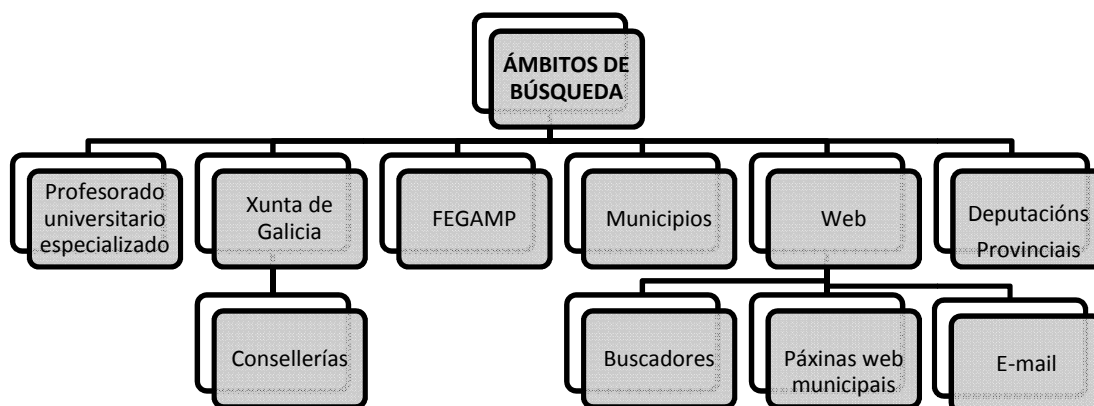 ÁMBITOS DE
BÚSQUEDA
Profesorado
universitario
especializado
Xunta de
Galicia
FEGAMP
Municipios
Web
Deputacións
Provinciais
Consellerías
Buscadores
Páxinas web
municipais
E-mail